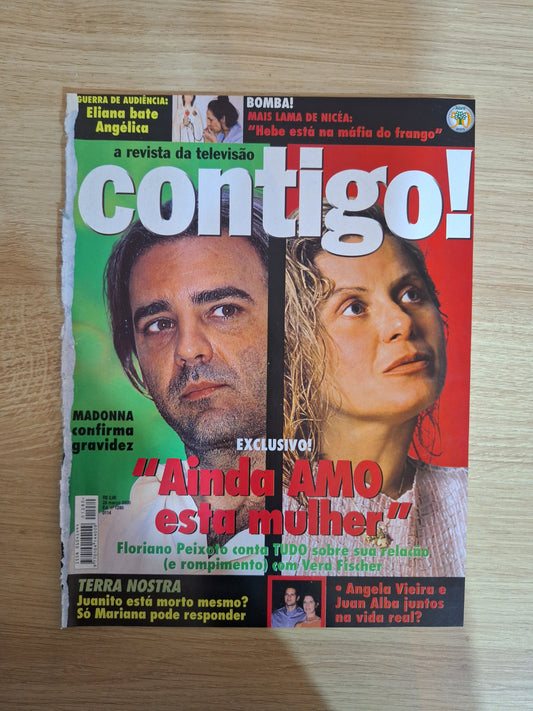 GUERRA DE AUDIÊNCIA:
Eliana bate
Angélica
BOMBA!
MAIS LAMA DE NICÉA:
"Hebe está na máfia do frango"
a revista da televisão
contigo!
MADONNA
confirma
gravidez
EXCLUSIVO!
"Ainda AMO
esta mulher"
Floriano Peixoto conta TUDO sobre sua relação
(e rompimento) com Vera Fischer
TERRA NOSTRA
Juanito está morto mesmo?
Só Mariana pode responder
• Angela Vieira e
Juan Alba juntos
na vida real?